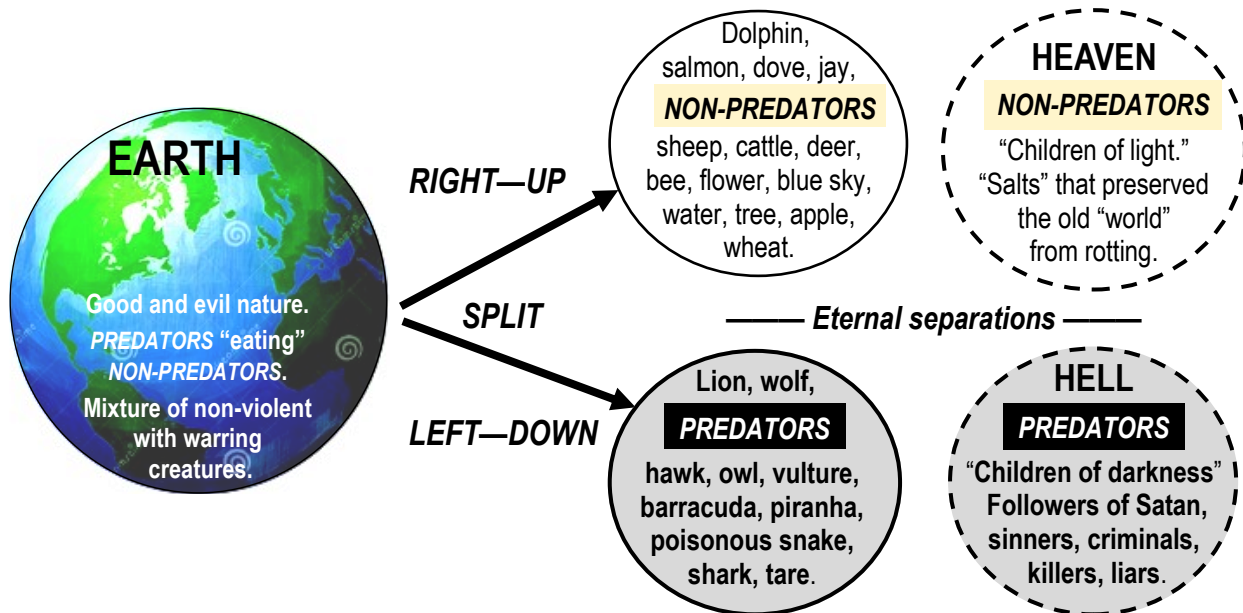 EARTH
Good and evil nature.
PREDATORS “eating”
NON-PREDATORS.
Mixture of non-violent
with warring
creatures.
RIGHT—UP
SPLIT
LEFT—DOWN
Dolphin,
salmon, dove, jay,
NON-PREDATORS
sheep, cattle, deer,
bee, flower, blue sky,
water, tree, apple,
wheat.
HEAVEN
NON-PREDATORS
“Children of light.”
“Salts” that preserved
the old “world”
from rotting.
——— Eternal separations ———
Lion, wolf,
PREDATORS
hawk, owl, vulture,
barracuda, piranha,
poisonous snake,
shark, tare.
HELL
PREDATORS
“Children of darkness”
Followers of Satan,
sinners, criminals,
killers, liars.